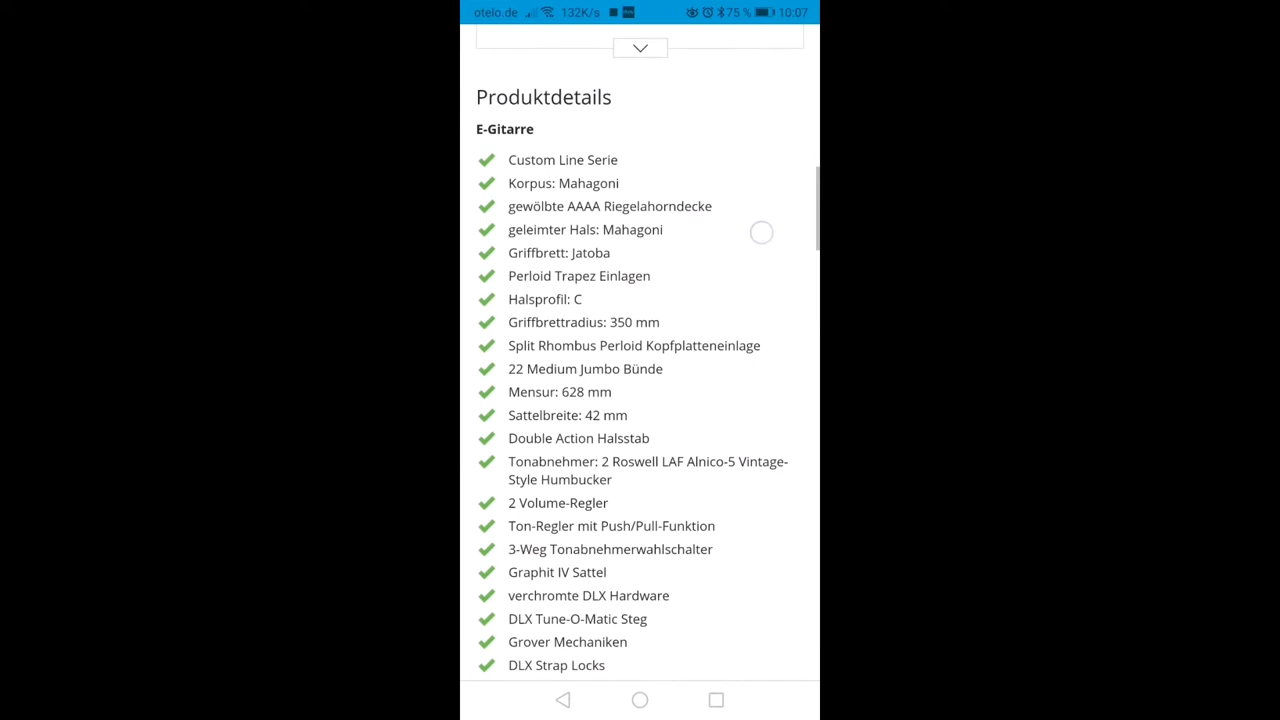 otelo.de 132K/s 75 % 10:07
Produktdetails
E-Gitarre
Custom Line Serie
Korpus: Mahagoni
gewölbte AAAA Riegelahorndecke
geleimter Hals: Mahagoni
Griffbrett: Jatoba
Perloid Trapez Einlagen
Halsprofil: C
Griffbrettradius: 350 mm
Split Rhombus Perloid Kopfplatteneinlage
22 Medium Jumbo Bünde
Mensur: 628 mm
Sattelbreite: 42 mm
Double Action Halsstab
Tonabnehmer: 2 Roswell LAF Alnico-5 Vintage-
Style Humbucker
2 Volume-Regler
Ton-Regler mit Push/Pull-Funktion
3-Weg Tonabnehmerwahlschalter
Graphit IV Sattel
verchromte DLX Hardware
DLX Tune-O-Matic Steg
Grover Mechaniken
DLX Strap Locks